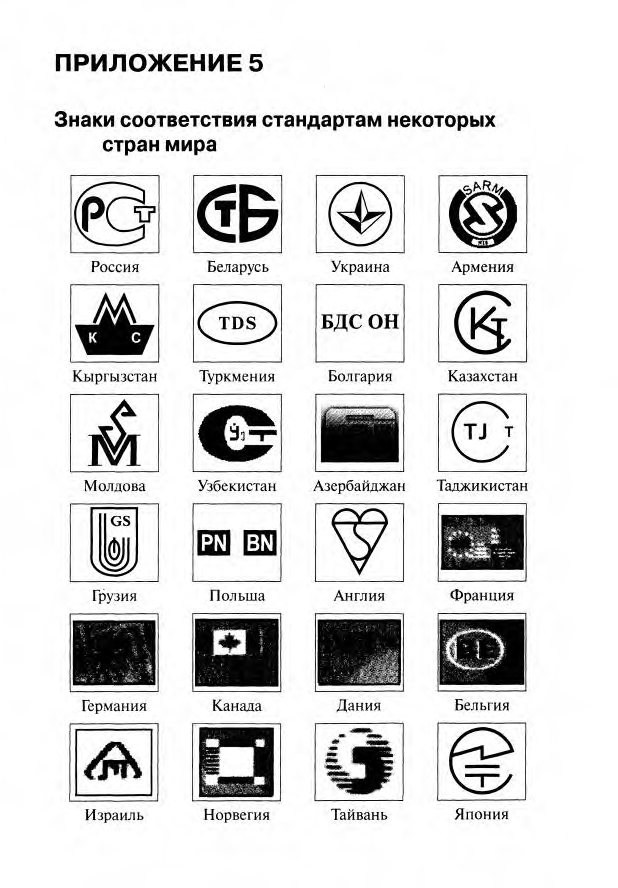 ПРИЛОЖЕНИЕ 5
Знаки соответствия стандартам некоторых
стран мира
РСТ
СТБ
SARM
Россия
Беларусь
Украина
Армения
М
К С
TDS
БДС ОН
КТ
Кыргызстан
Туркмения
Болгария
Казахстан
М
TJ т
Молдова
Узбекистан
Азербайджан
Таджикистан
GS
PN BN
Грузия
Польша
Англия
Франция
Германия
Канада
Дания
Бельгия
Израиль
Норвегия
Тайвань
Япония